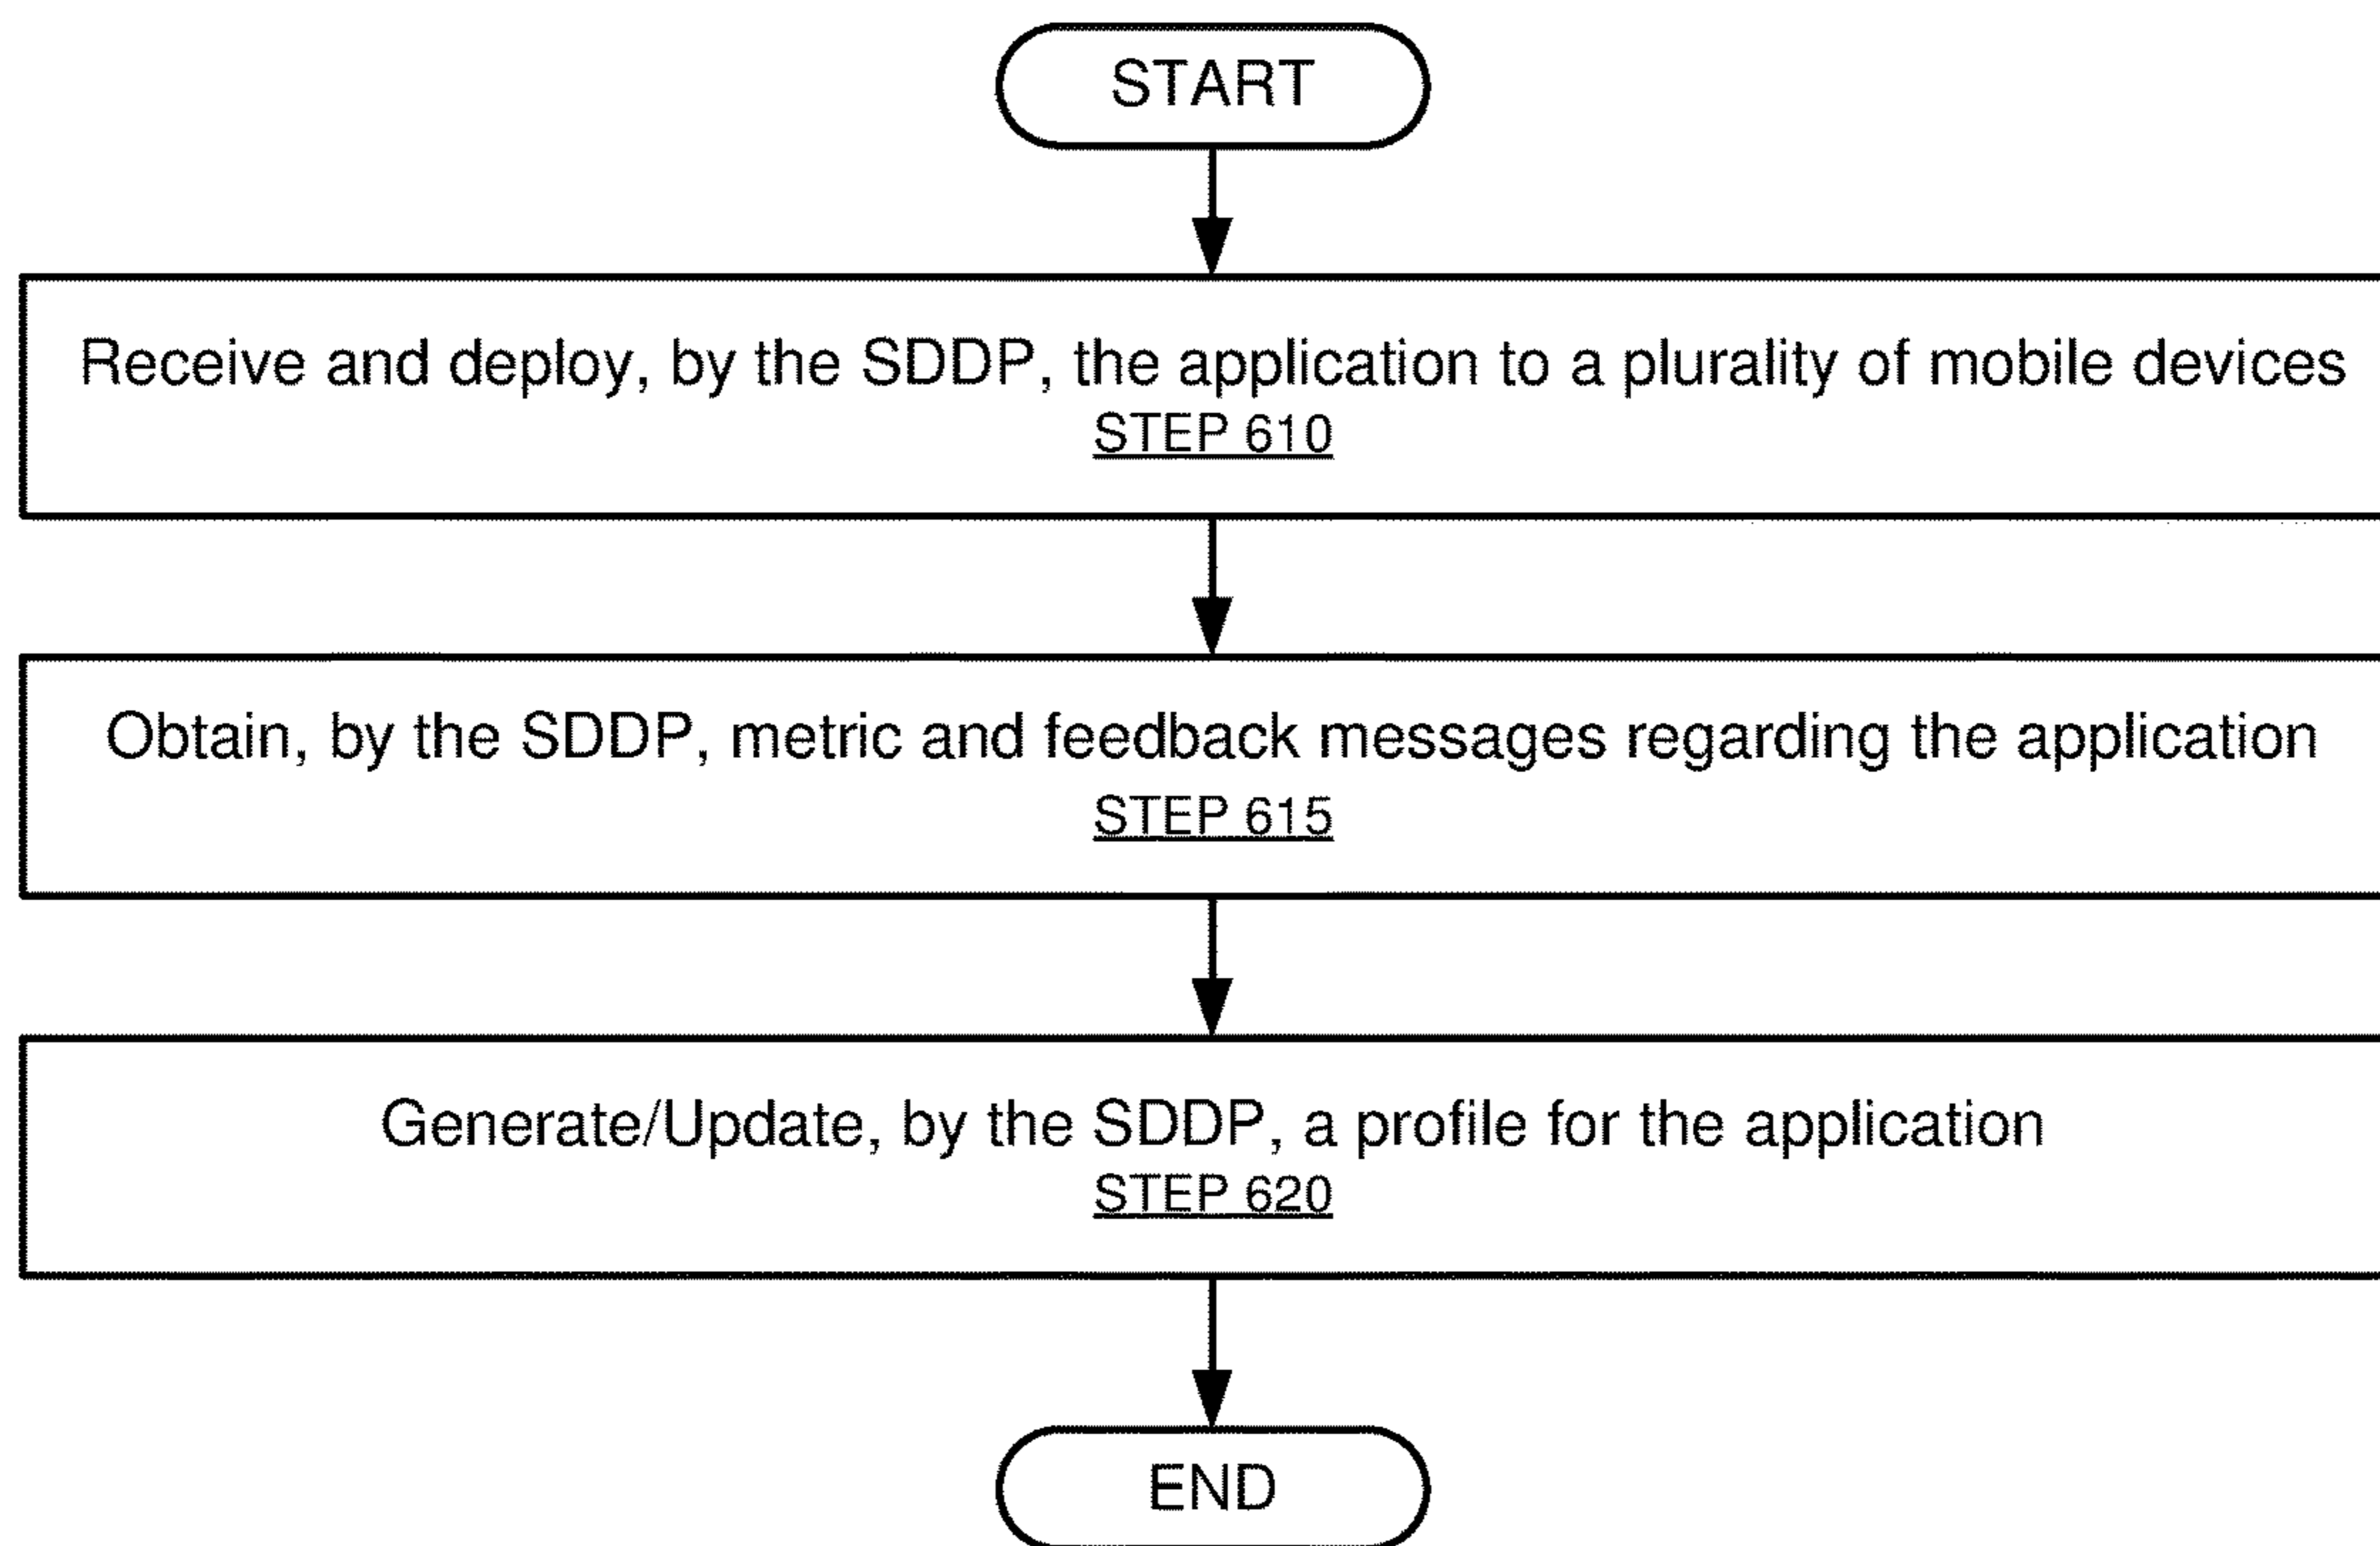 START
Receive and deploy, by the SDDP, the application to a plurality of mobile devices
STEP 610
Obtain, by the SDDP, metric and feedback messages regarding the application
STEP 615
Generate/Update, by the SDDP, a profile for the application
STEP 620
END